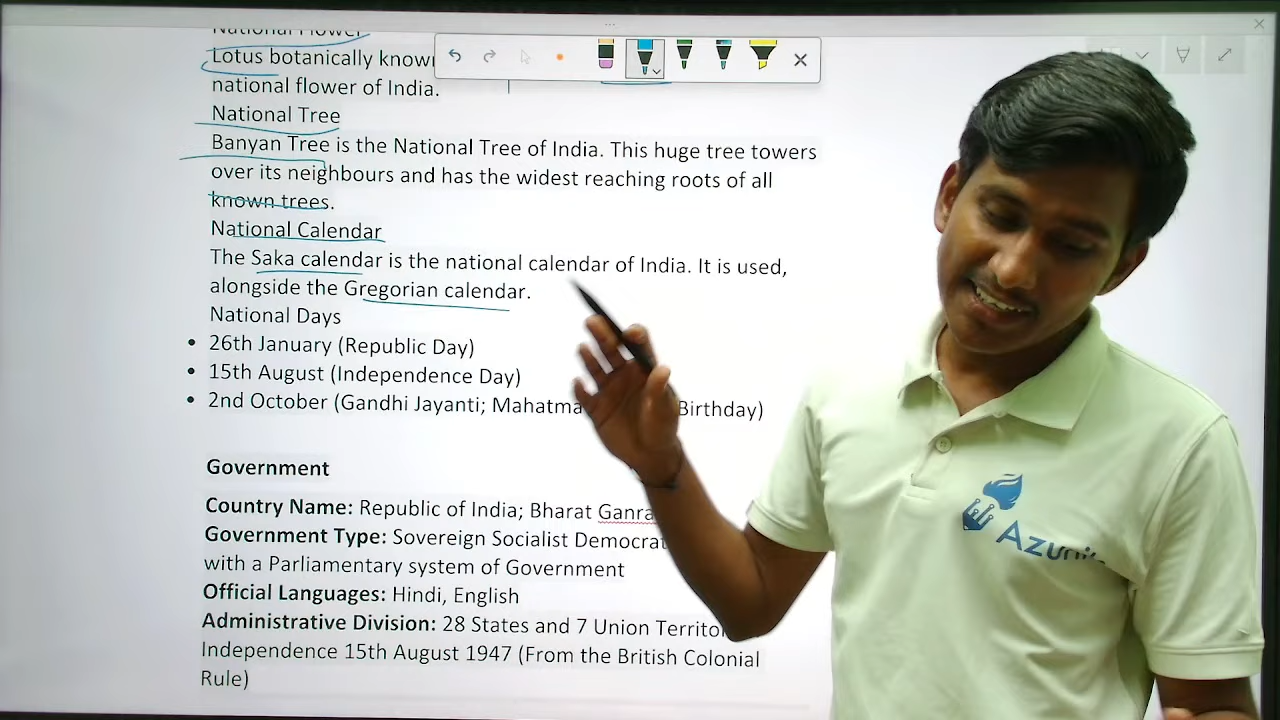 National Flower
Lotus botanically known
national flower of India.
National Tree
Banyan Tree is the National Tree of India. This huge tree towers
over its neighbours and has the widest reaching roots of all
known trees.
National Calendar
The Saka calendar is the national calendar of India. It is used,
alongside the Gregorian calendar.
National Days
• 26th January (Republic Day)
• 15th August (Independence Day)
• 2nd October (Gandhi Jayanti; Mahatma Birthday)
Government
Country Name: Republic of India; Bharat Ganra
Government Type: Sovereign Socialist Democrat
with a Parliamentary system of Government
Official Languages: Hindi, English
Administrative Division: 28 States and 7 Union Territo
Independence 15th August 1947 (From the British Colonial
Rule)